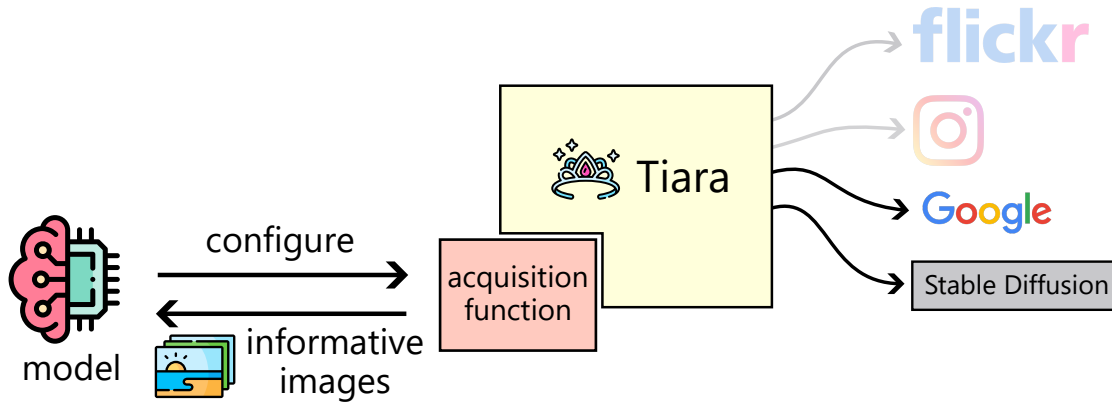 flickr
Tiara
Google
configure
acquisition
function
Stable Diffusion
informative
images
model